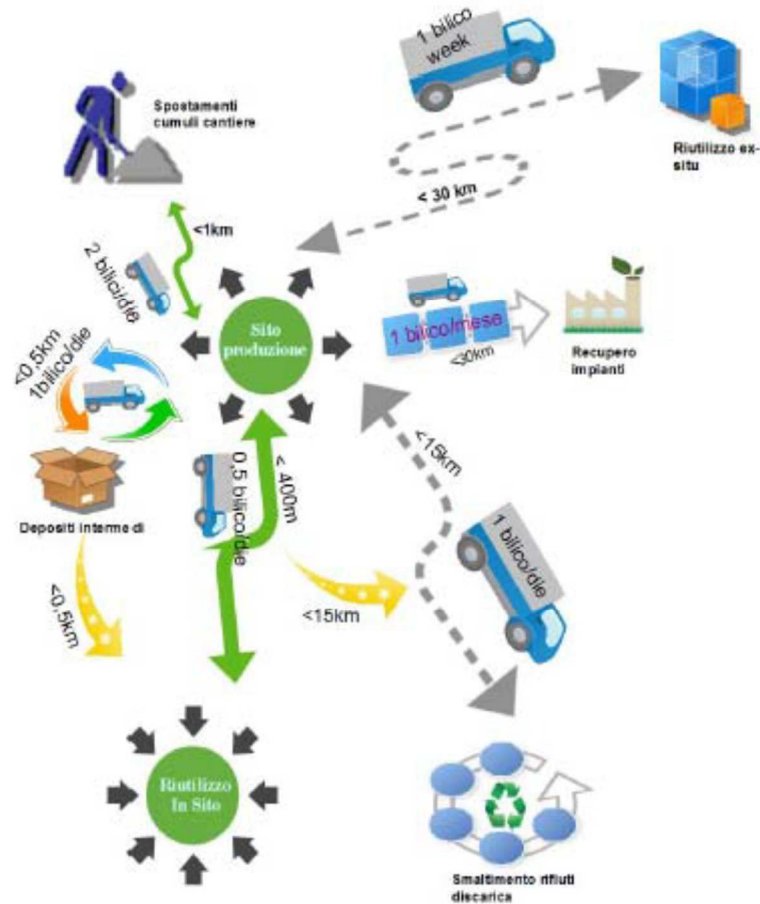 1 bilico
week
Spostamenti
cumuli cantiere
Riutilizzo ex-
situ
< 30 km
<1km
2 bilici/die
Sito
produzione
1 bilico/mese
<30km
Recupero
impianti
<0,5km
1bilico/die
Depositi interme di
0,5 bilico/die
< 400m
<15km
1 bilico/die
<0,5km
<15km
Riutilizzo
In Sito
Smaltimento rifiuti
discarica